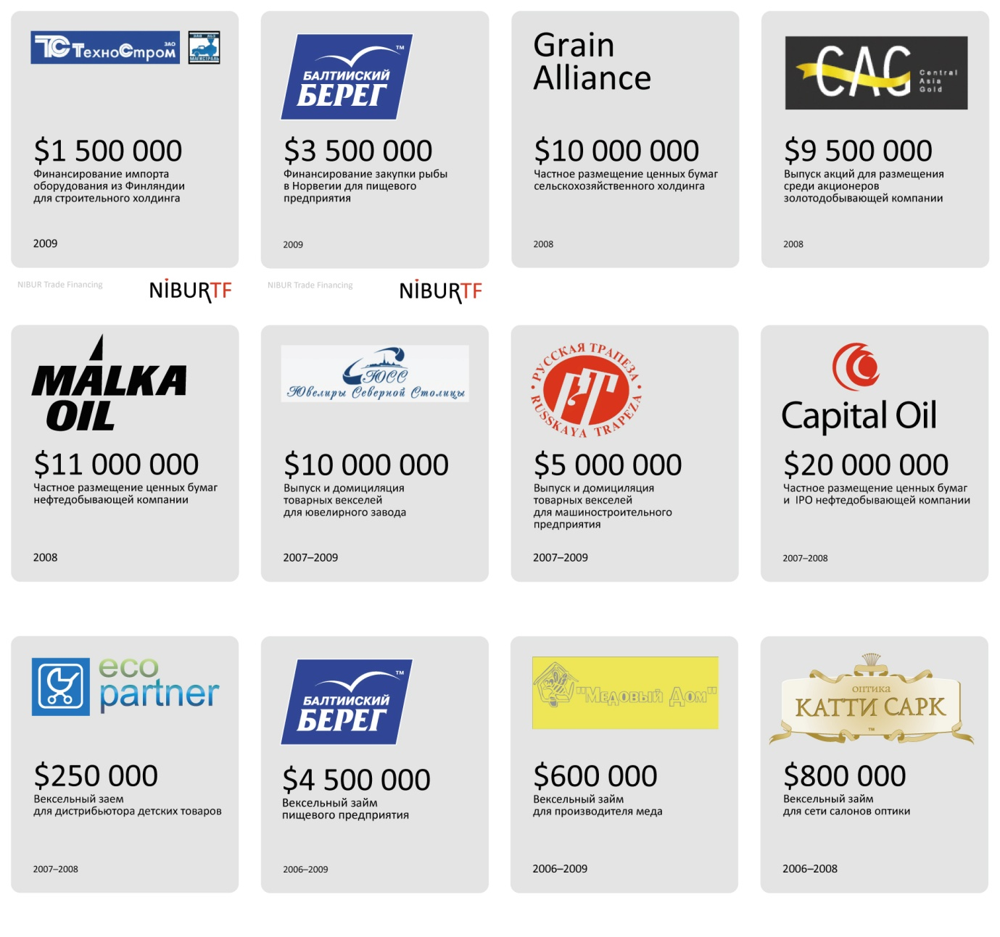 ТС ТехноСтром ЗАО
ЗАО ЛВЗ
МАГИСТРАЛЬ
$1 500 000
Финансирование импорта
оборудования из Финляндии
для строительного холдинга
2009
NIBUR Trade Financing
NIBURTF
БАЛТИЙСКИЙ
БЕРЕГ
TM
$3 500 000
Финансирование закупки рыбы
в Норвегии для пищевого
предприятия
2009
NIBUR Trade Financing
NIBURTF
Grain
Alliance
$10 000 000
Частное размещение ценных бумаг
сельскохозяйственного холдинга
2008
CAG
Central
Asia
Gold
$9 500 000
Выпуск акций для размещения
среди акционеров
золотодобывающей компании
2008
MALKA
OIL
$11 000 000
Частное размещение ценных бумаг
нефтедобывающей компании
2008
ЮСС
Ювелиры Северной Столицы
$10 000 000
Выпуск и домициляция
товарных векселей
для ювелирного завода
2007–2009
РУССКАЯ ТРАПЕЗА
RUSSKAYA TRAPEZA
$5 000 000
Выпуск и домициляция
товарных векселей
для машиностроительного
предприятия
2007–2009
Capital Oil
$20 000 000
Частное размещение ценных бумаг
и IPO нефтедобывающей компании
2007–2008
eco
partner
$250 000
Вексельный заем
для дистрибьютора детских товаров
2007–2008
БАЛТИЙСКИЙ
БЕРЕГ
TM
$4 500 000
Вексельный займ
пищевого предприятия
2006–2009
"Медовый Дом"
$600 000
Вексельный займ
для производителя меда
2006–2009
оптика
КАТТИ САРК
TM
$800 000
Вексельный займ
для сети салонов оптики
2006–2008